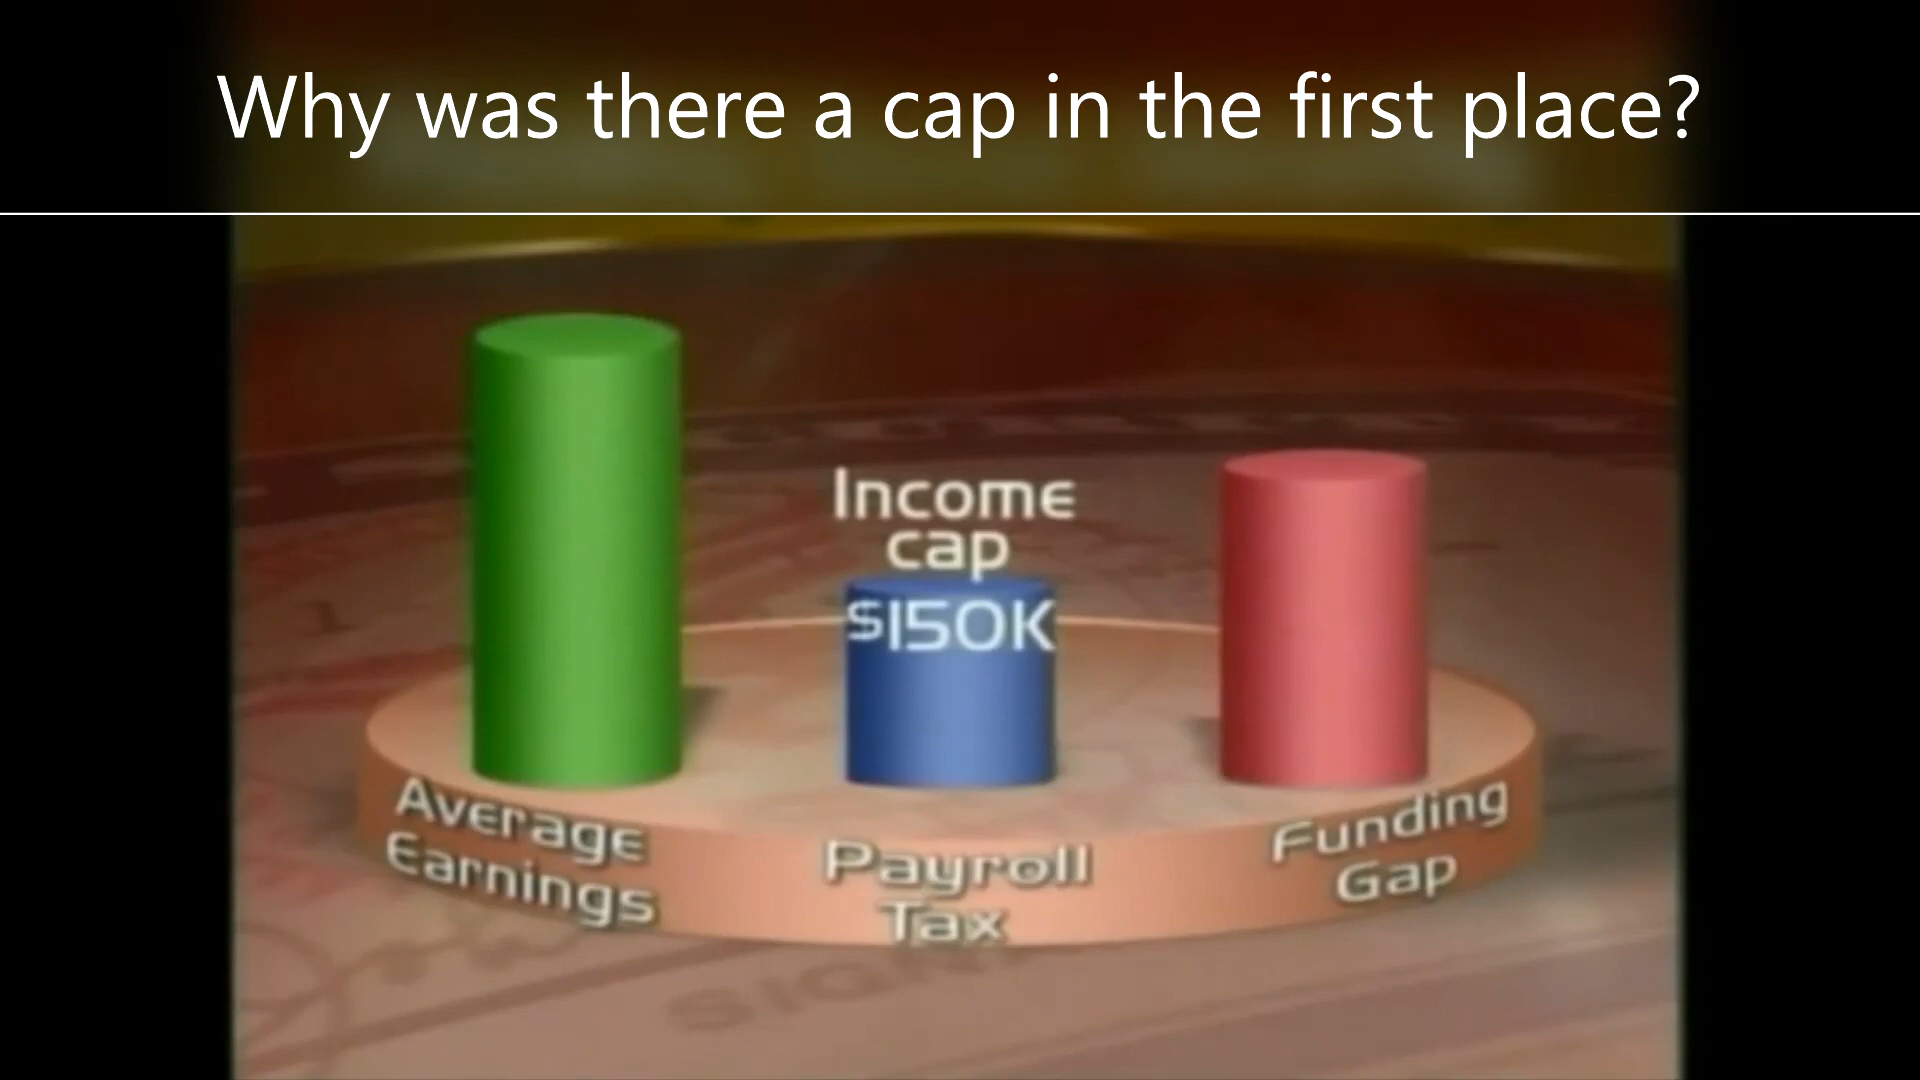 Why was there a cap in the first place?
Income
cap
$150K
Average
Earnings
Payroll
Tax
Funding
Gap